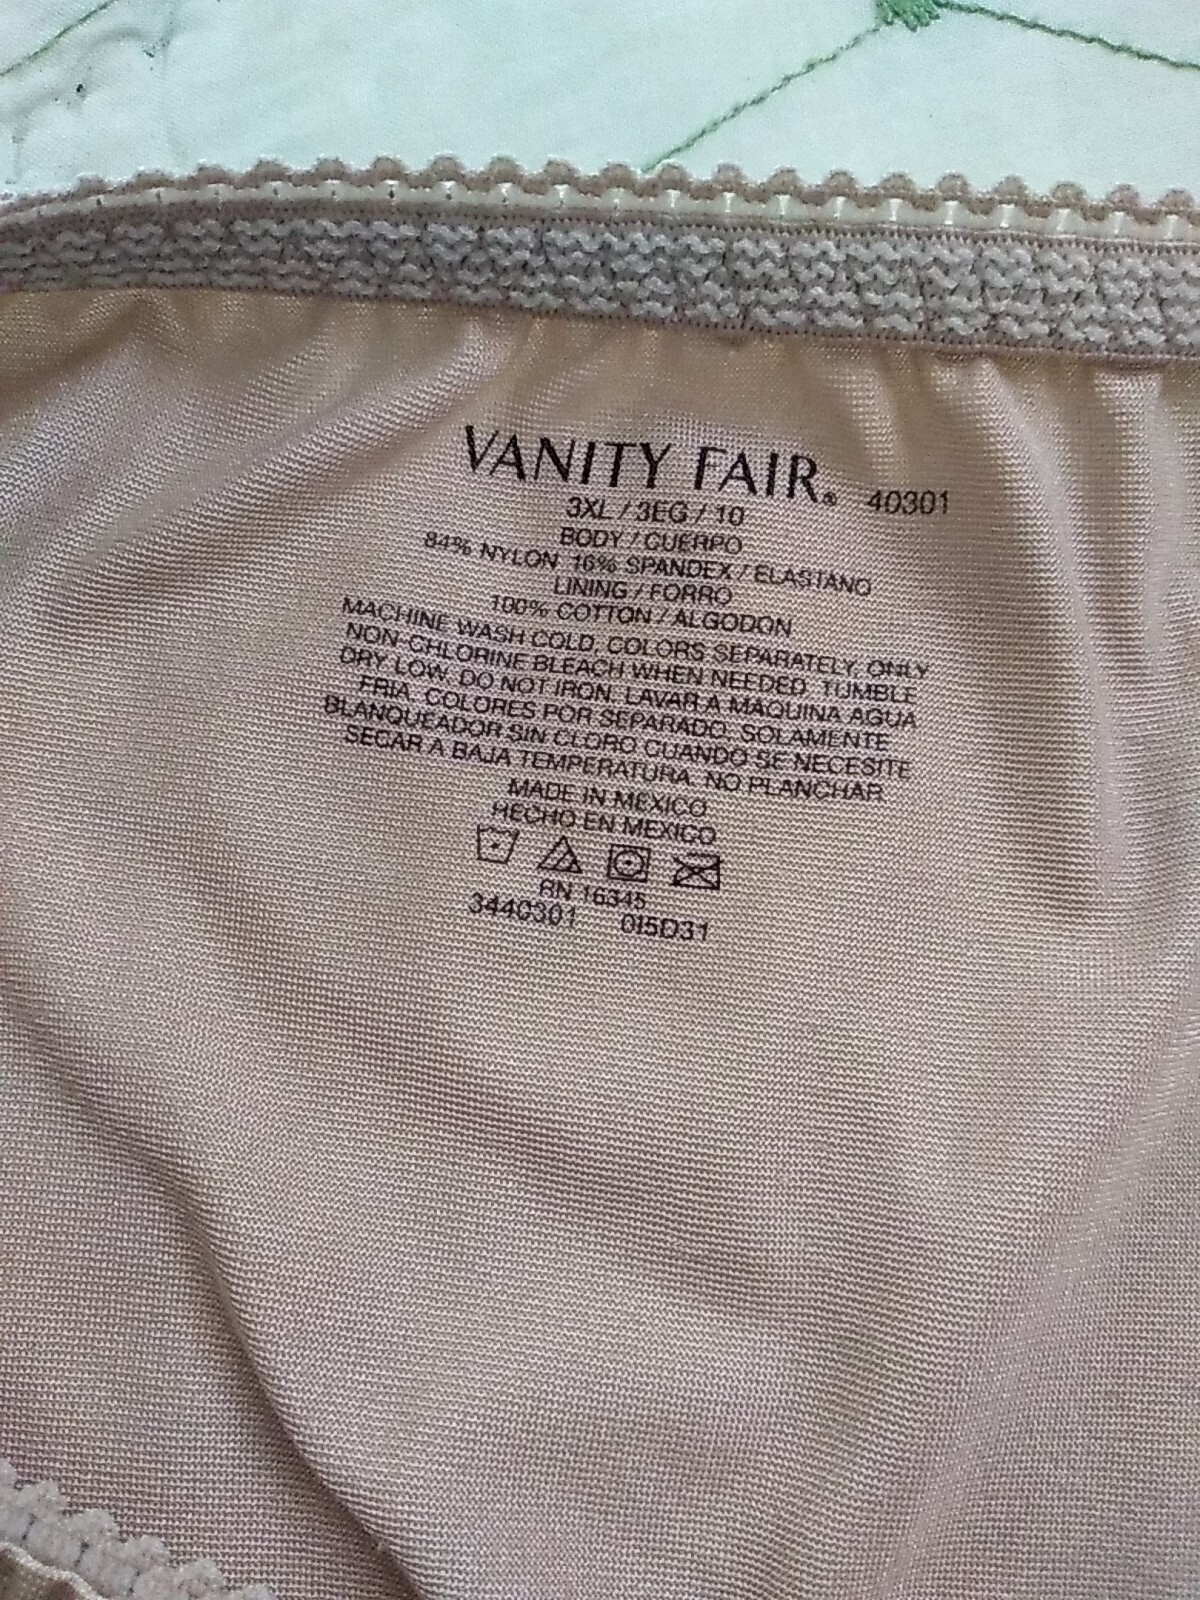 VANITY FAIR® 40301
3XL / 3EG / 10
BODY / CUERPO
84% NYLON 16% SPANDEX / ELASTANO
LINING / FORRO
100% COTTON / ALGODON
MACHINE WASH COLD, COLORS SEPARATELY, ONLY
NON-CHLORINE BLEACH WHEN NEEDED. TUMBLE
DRY LOW. DO NOT IRON. LAVAR A MAQUINA AGUA
FRIA. COLORES POR SEPARADO. SOLAMENTE
BLANQUEADOR SIN CLORO CUANDO SE NECESITE
SECAR A BAJA TEMPERATURA. NO PLANCHAR
MADE IN MEXICO
HECHO EN MEXICO
RN 16345
3440301 015D31